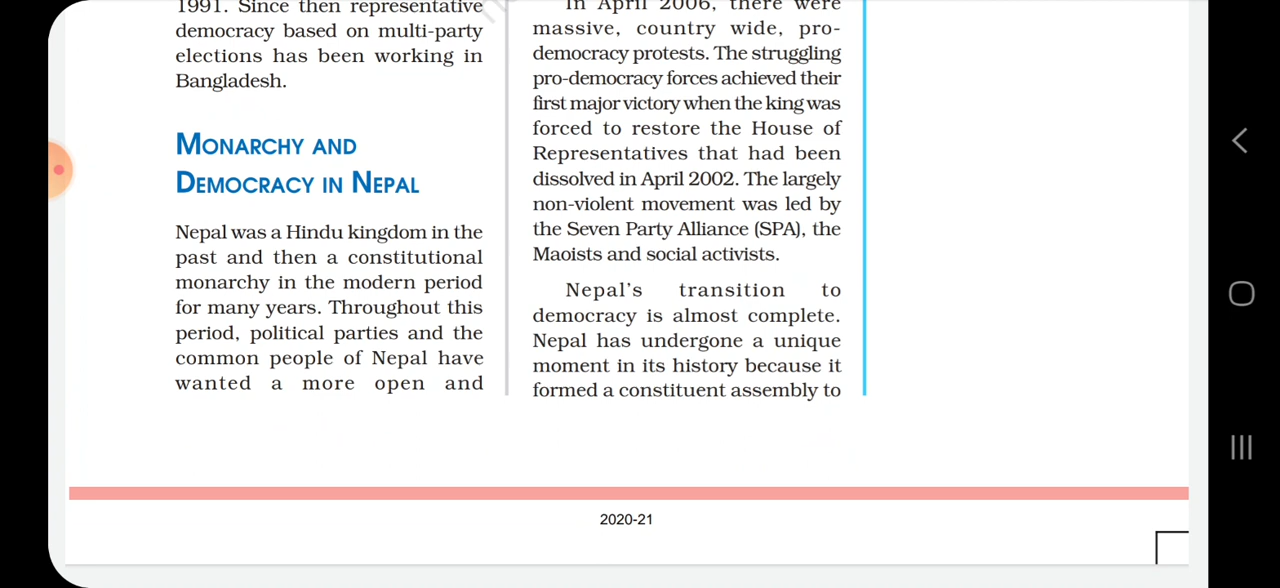 1991. Since then representative
democracy based on multi-party
elections has been working in
Bangladesh.
MONARCHY AND
DEMOCRACY IN NEPAL
Nepal was a Hindu kingdom in the
past and then a constitutional
monarchy in the modern period
for many years. Throughout this
period, political parties and the
common people of Nepal have
wanted a more open and
In April 2006, there were
massive, country wide, pro-
democracy protests. The struggling
pro-democracy forces achieved their
first major victory when the king was
forced to restore the House of
Representatives that had been
dissolved in April 2002. The largely
non-violent movement was led by
the Seven Party Alliance (SPA), the
Maoists and social activists.
Nepal's transition to
democracy is almost complete.
Nepal has undergone a unique
moment in its history because it
formed a constituent assembly to
2020-21